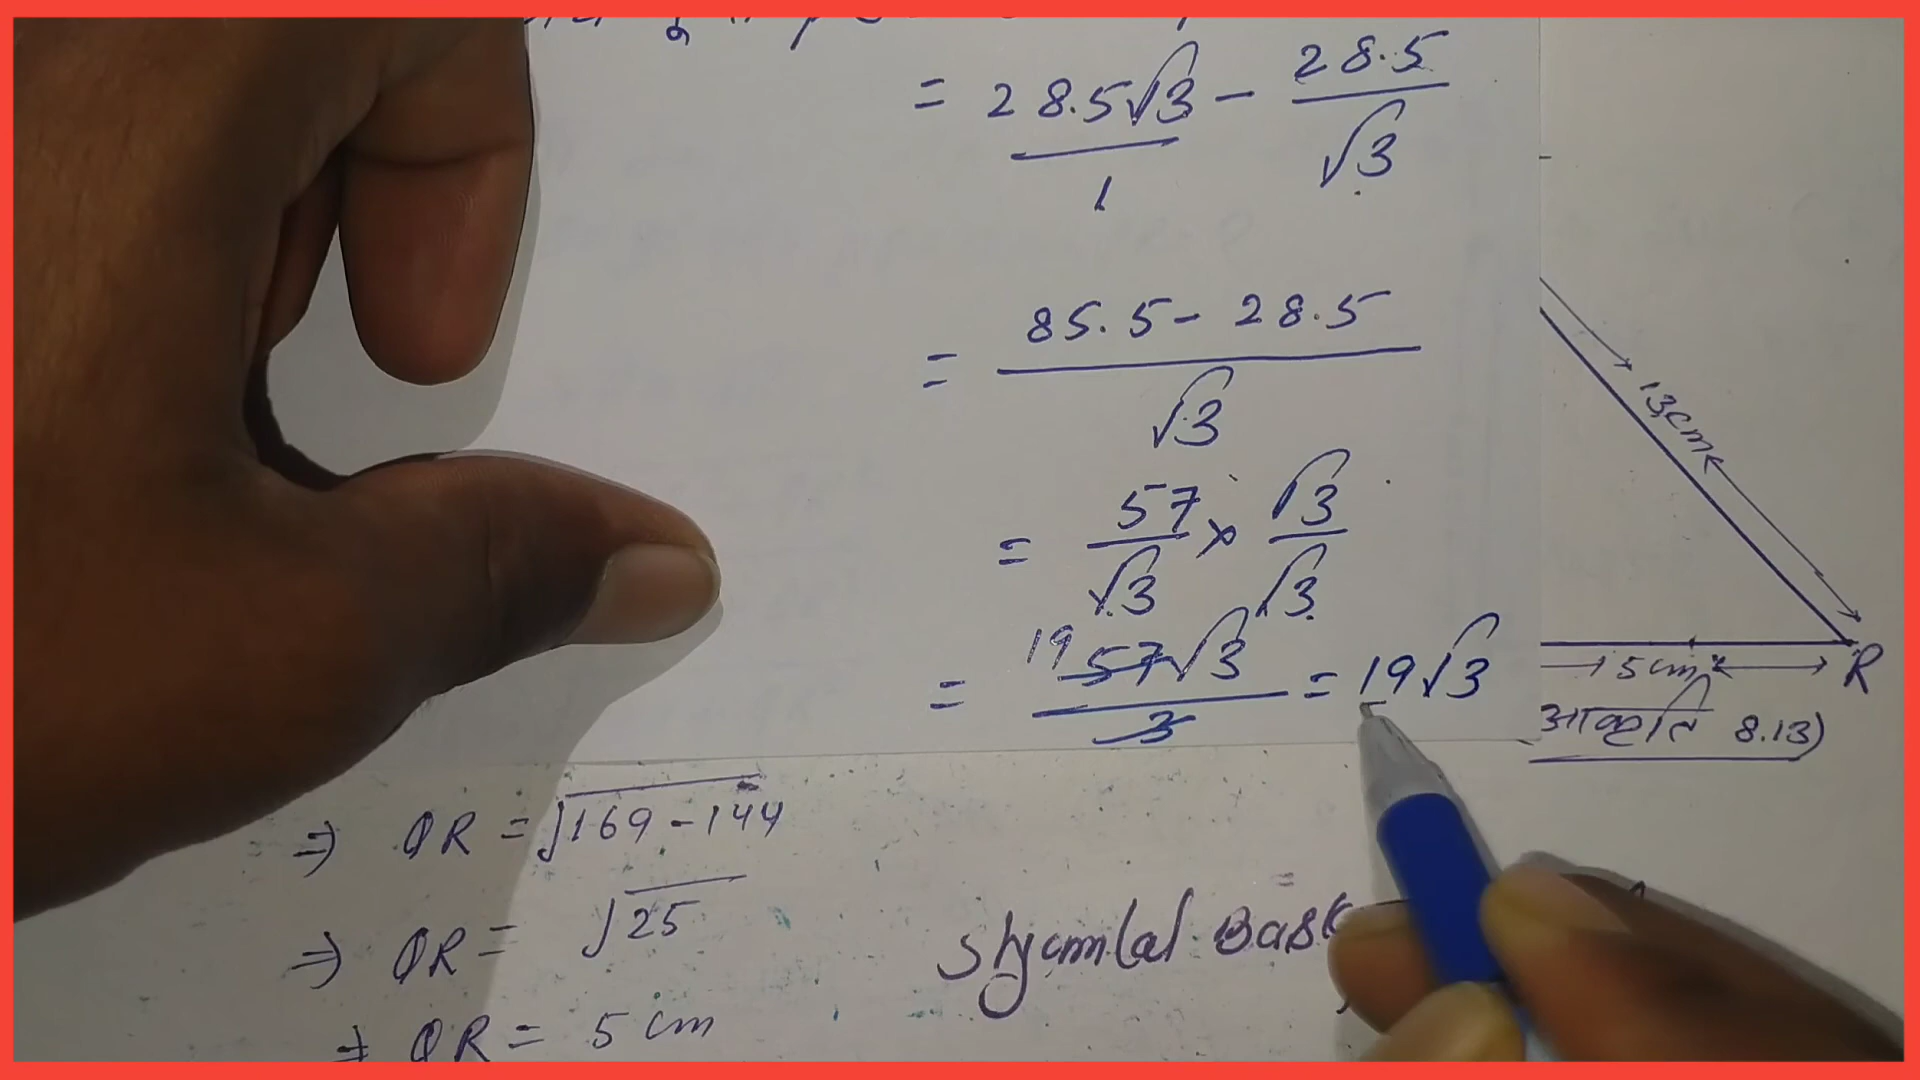 = 28.5√3/1 - 28.5/√3
= 85.5 - 28.5/√3
= 57/√3 × √3/√3
= 19 57√3/3 = 19√3
13cm
5cm
R
आकृति 8.13)
⇒ QR = √169-144
⇒ QR = √25
⇒ QR = 5 cm
Shyamlal